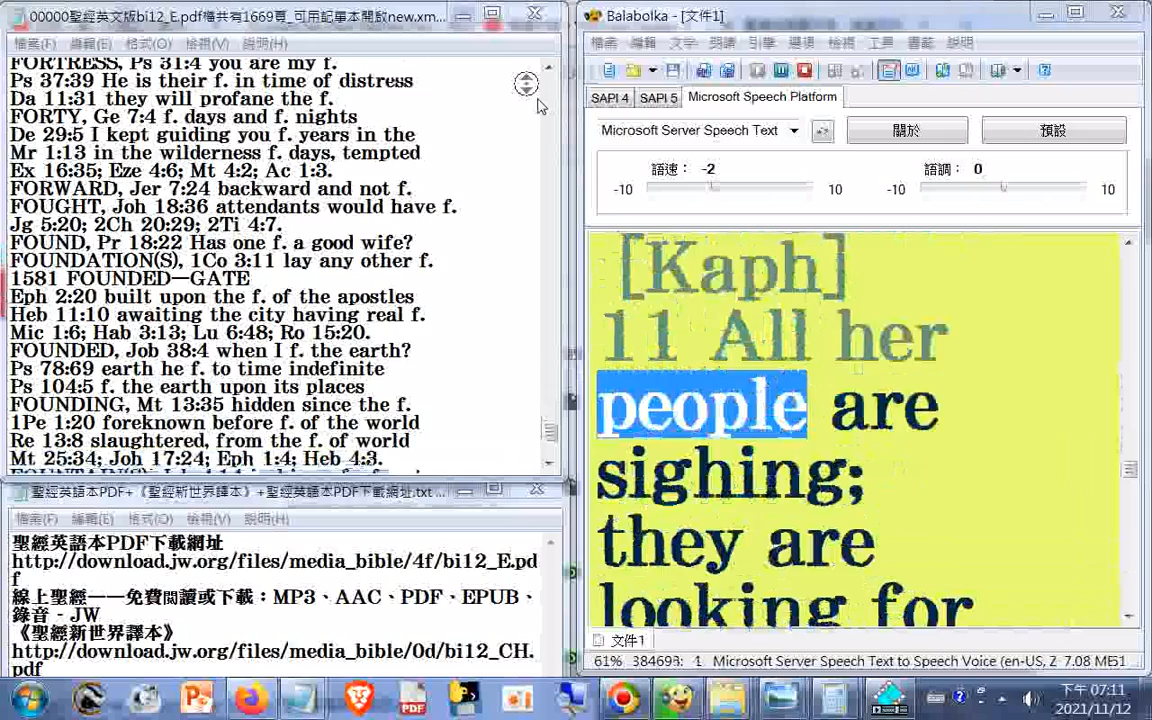 00000聖經英文版bi12_E.pdf檔共有1669頁_可用記事本開啟new.xm...
檔案(F) 編輯(E) 格式(O) 檢視(V) 說明(H)
FORTRESS, Ps 31:4 you are my f.
Ps 37:39 He is their f. in time of distress
Da 11:31 they will profane the f.
FORTY, Ge 7:4 f. days and f. nights
De 29:5 I kept guiding you f. years in the
Mr 1:13 in the wilderness f. days, tempted
Ex 16:35; Eze 4:6; Mt 4:2; Ac 1:3.
FORWARD, Jer 7:24 backward and not f.
FOUGHT, Joh 18:36 attendants would have f.
Jg 5:20; 2Ch 20:29; 2Ti 4:7.
FOUND, Pr 18:22 Has one f. a good wife?
FOUNDATION(S), 1Co 3:11 lay any other f.
1581 FOUNDED—GATE
Eph 2:20 built upon the f. of the apostles
Heb 11:10 awaiting the city having real f.
Mic 1:6; Hab 3:13; Lu 6:48; Ro 15:20.
FOUNDED, Job 38:4 when I f. the earth?
Ps 78:69 earth he f. to time indefinite
Ps 104:5 f. the earth upon its places
FOUNDING, Mt 13:35 hidden since the f.
1Pe 1:20 foreknown before f. of the world
Re 13:8 slaughtered, from the f. of world
Mt 25:34; Joh 17:24; Eph 1:4; Heb 4:3.
聖經英語本PDF+《聖經新世界譯本》+聖經英語本PDF下載網址.txt ...
檔案(F) 編輯(E) 格式(O) 檢視(V) 說明(H)
聖經英語本PDF下載網址
http://download.jw.org/files/media_bible/4f/bi12_E.pd
f
線上聖經——免費閱讀或下載：MP3、AAC、PDF、EPUB、
錄音 - JW
《聖經新世界譯本》
http://download.jw.org/files/media_bible/0d/bi12_CH.
pdf
Balabolka - [文件1]
檔案 編輯 文字 朗讀 引擎 選項 檢視 工具 書籤 說明
SAPI 4 SAPI 5 Microsoft Speech Platform
Microsoft Server Speech Text 關於 預設
語速： -2 語調： 0
-10 10 -10 10
[Kaph]
11 All her
people are
sighing;
they are
looking for
文件1
61% 384693: 1 Microsoft Server Speech Text to Speech Voice (en-US, Z 7.08 ME51
下午 07:11
2021/11/12